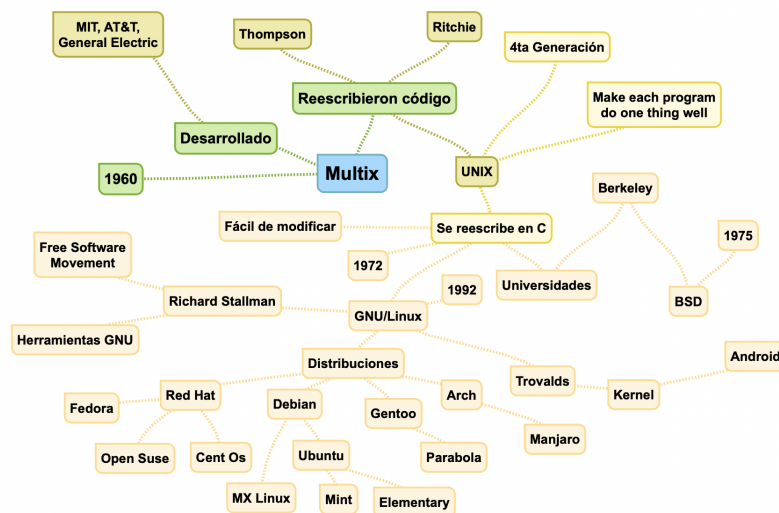 MIT, AT&T,
General Electric
Thompson
Ritchie
4ta Generación
Reescribieron código
Make each program
do one thing well
Desarrollado
1960
Multix
UNIX
Berkeley
Fácil de modificar
Se reescribe en C
Free Software
Movement
1972
1975
Universidades
1992
Richard Stallman
BSD
GNU/Linux
Herramientas GNU
Distribuciones
Android
Trovalds
Kernel
Red Hat
Arch
Fedora
Debian
Gentoo
Manjaro
Open Suse
Cent Os
Ubuntu
Parabola
MX Linux
Mint
Elementary